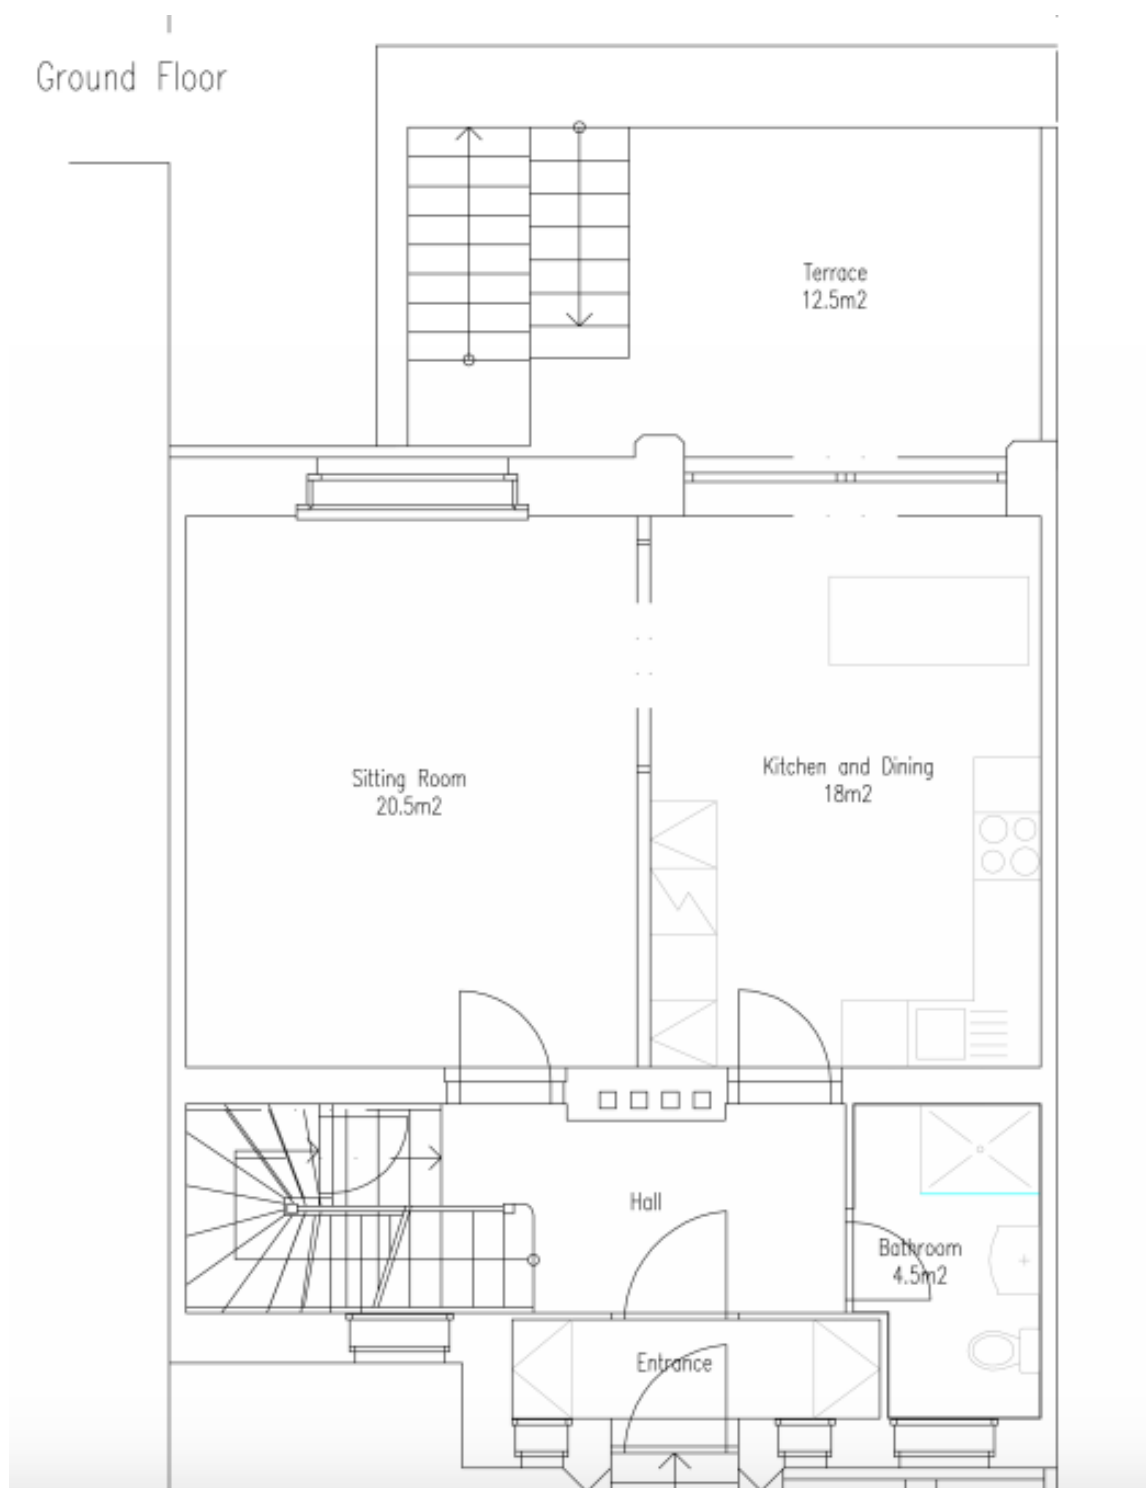 Ground Floor
Terrace
12.5m2
Sitting Room
20.5m2
Kitchen and Dining
18m2
Hall
Bathroom
4.5m2
Entrance